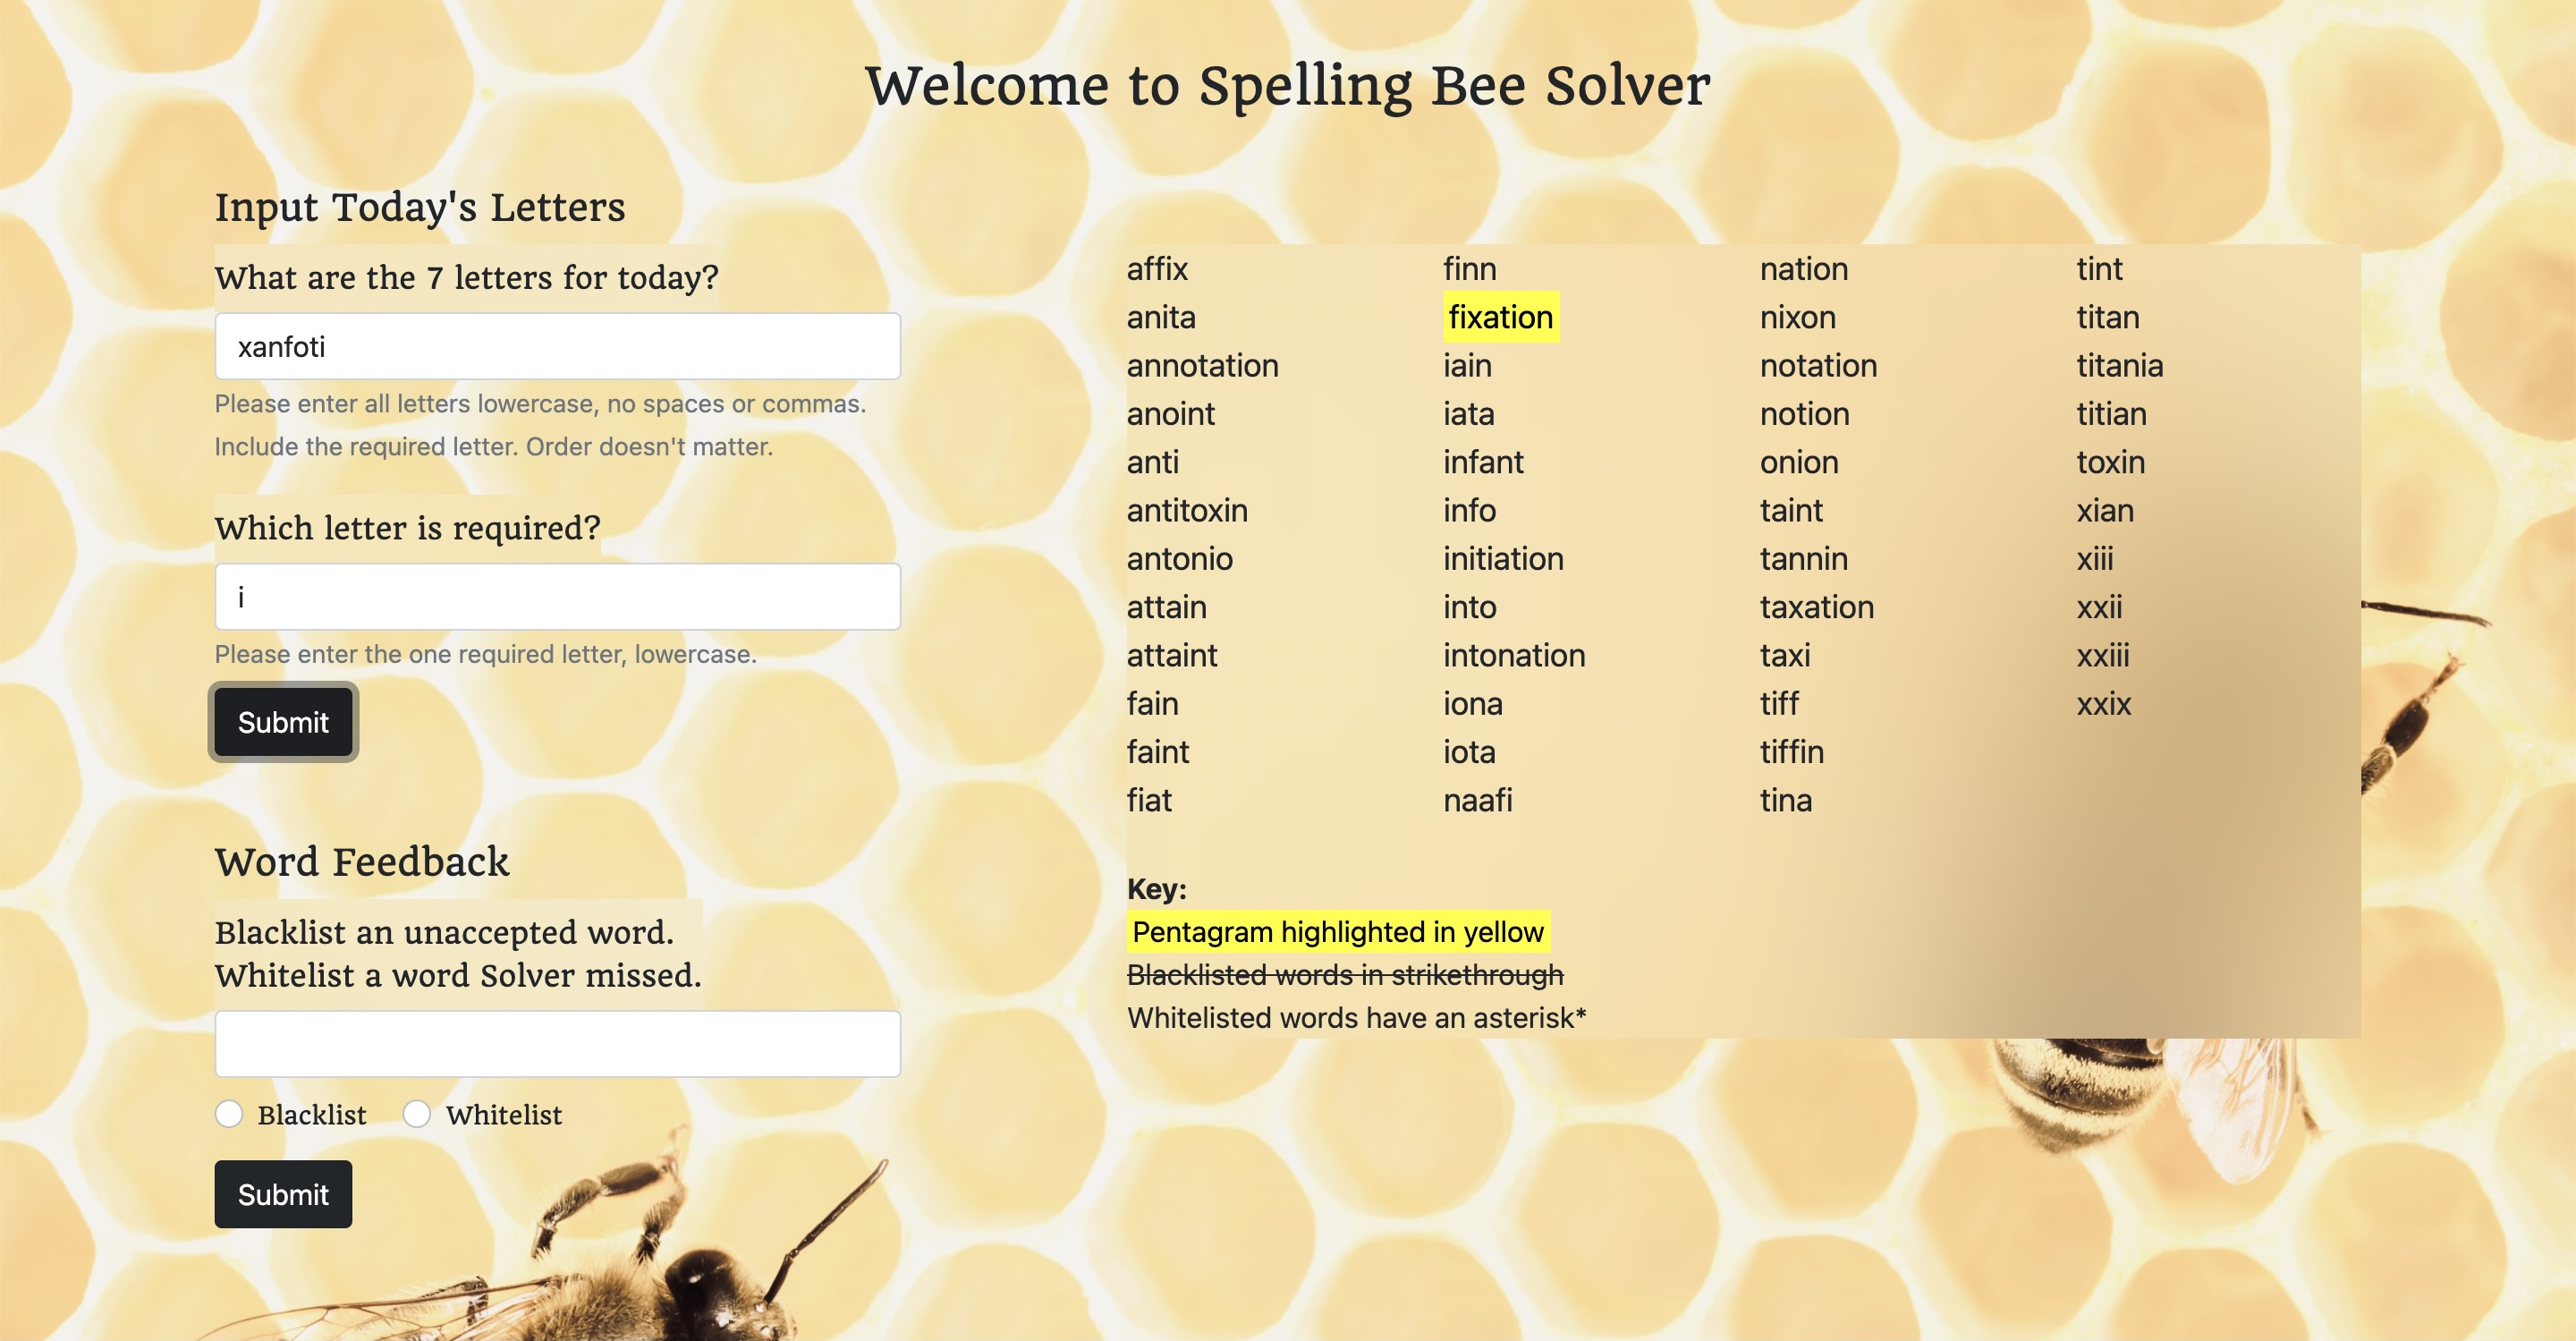 Welcome to Spelling Bee Solver
Input Today's Letters
What are the 7 letters for today?
xanfoti
Please enter all letters lowercase, no spaces or commas.
Include the required letter. Order doesn't matter.
Which letter is required?
i
Please enter the one required letter, lowercase.
Submit
Word Feedback
Blacklist an unaccepted word.
Whitelist a word Solver missed.
Blacklist Whitelist
Submit
affix
anita
annotation
anoint
anti
antitoxin
antonio
attain
attaint
fain
faint
fiat
finn
fixation
iain
iata
infant
info
initiation
into
intonation
iona
iota
naafi
nation
nixon
notation
notion
onion
taint
tannin
taxation
taxi
tiff
tiffin
tina
tint
titan
titania
titian
toxin
xian
xiii
xxii
xxiii
xxix
Key:
Pentagram highlighted in yellow
Blacklisted words in strikethrough
Whitelisted words have an asterisk*